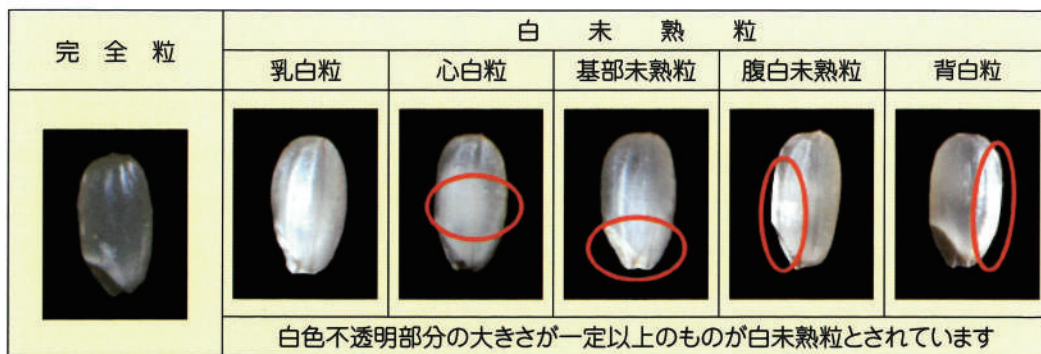 完全粒
白未熟粒
乳白粒
心白粒
基部未熟粒
腹白未熟粒
背白粒
白色不透明部分の大きさが一定以上のものが白未熟粒とされています